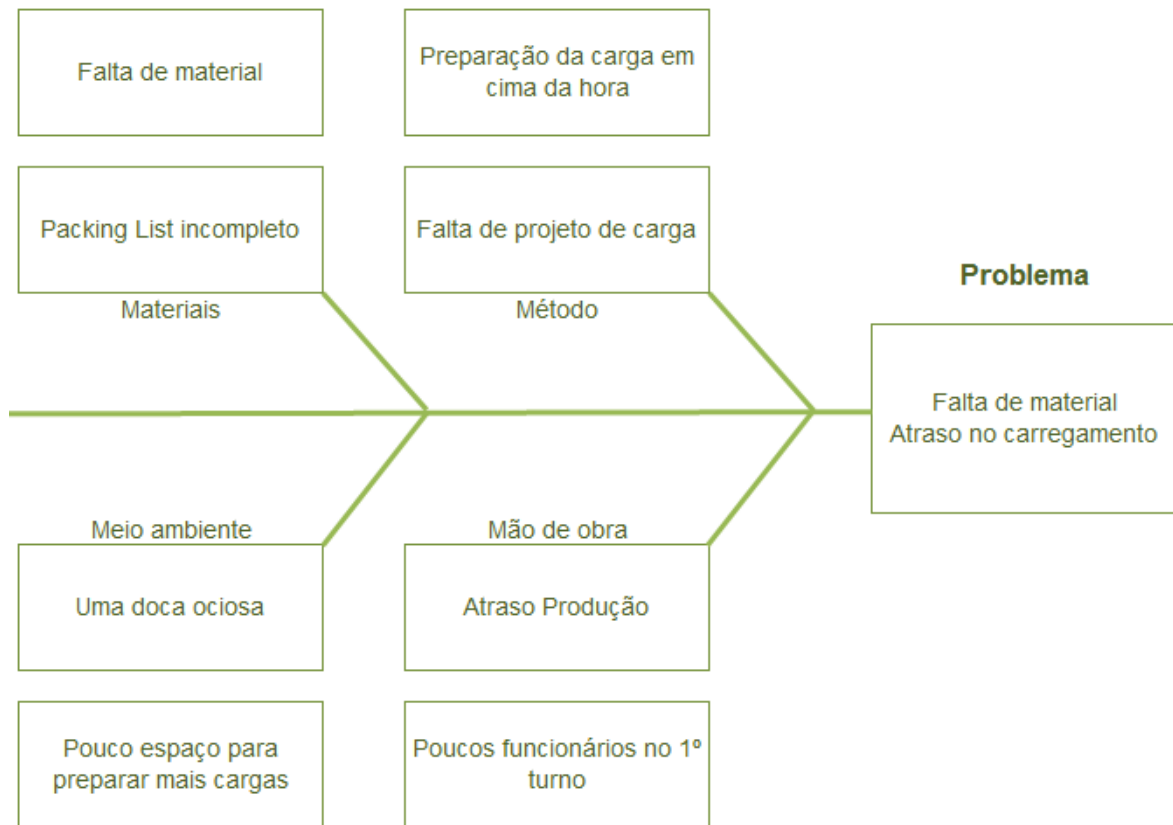 Falta de material
Preparação da carga em
cima da hora
Packing List incompleto
Falta de projeto de carga
Materiais
Método
Problema
Falta de material
Atraso no carregamento
Meio ambiente
Mão de obra
Uma doca ociosa
Atraso Produção
Pouco espaço para
preparar mais cargas
Poucos funcionários no 1º
turno